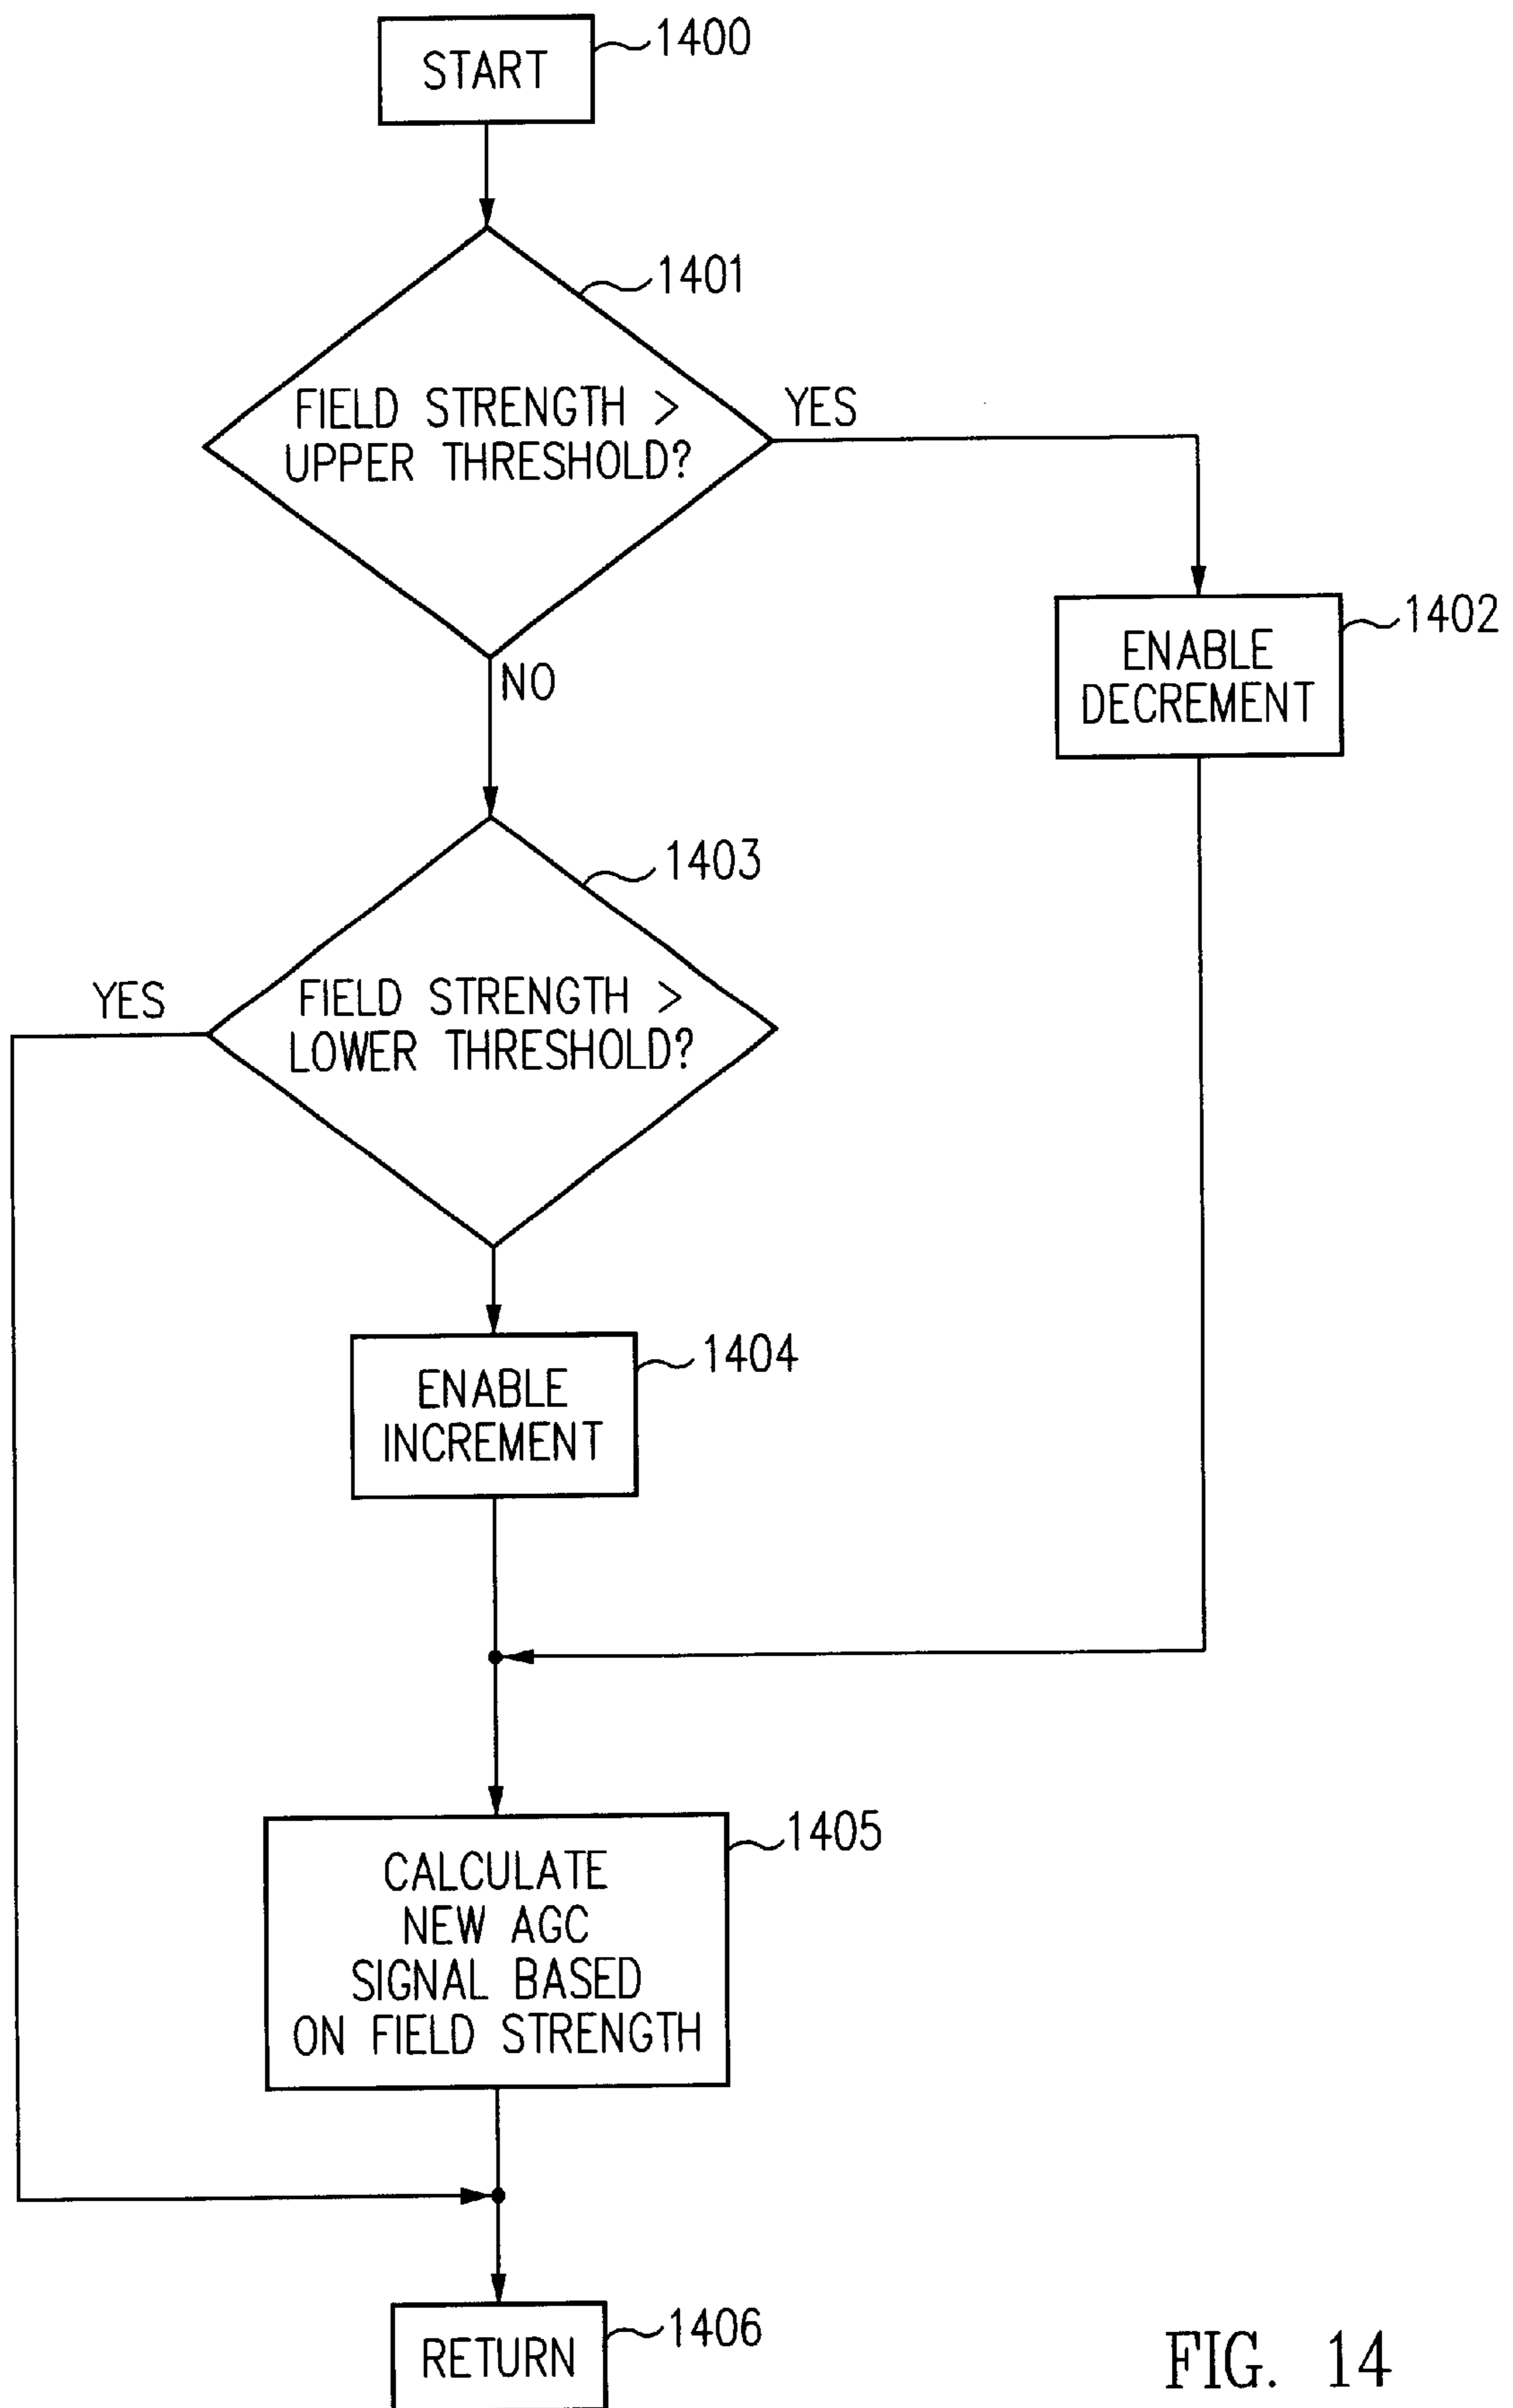 START
1400
1401
FIELD STRENGTH >
UPPER THRESHOLD?
YES
1402
ENABLE
DECREMENT
NO
1403
YES
FIELD STRENGTH >
LOWER THRESHOLD?
1404
ENABLE
INCREMENT
1405
CALCULATE
NEW AGC
SIGNAL BASED
ON FIELD STRENGTH
1406
RETURN
FIG. 14